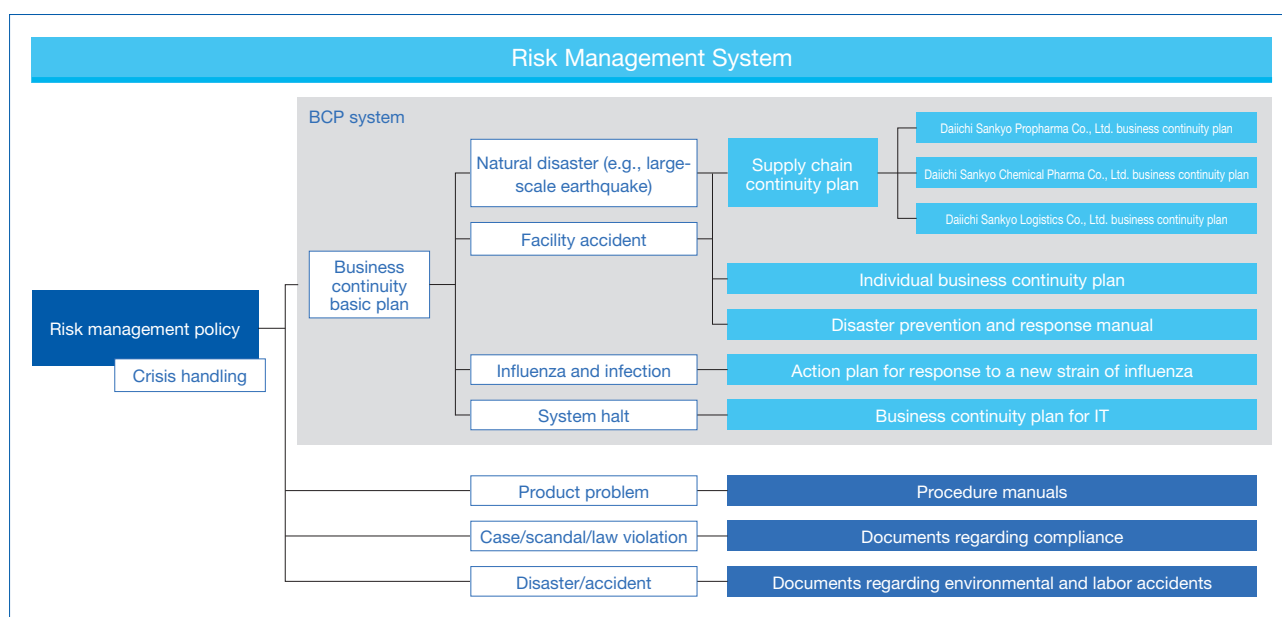 Risk Management System
BCP system
Natural disaster (e.g., large-
scale earthquake)
Supply chain
continuity plan
Daiichi Sankyo Propharma Co., Ltd. business continuity plan
Daiichi Sankyo Chemical Pharma Co., Ltd. business continuity plan
Daiichi Sankyo Logistics Co., Ltd. business continuity plan
Facility accident
Business
continuity
basic plan
Individual business continuity plan
Risk management policy
Disaster prevention and response manual
Crisis handling
Influenza and infection
Action plan for response to a new strain of influenza
System halt
Business continuity plan for IT
Product problem
Procedure manuals
Case/scandal/law violation
Documents regarding compliance
Disaster/accident
Documents regarding environmental and labor accidents